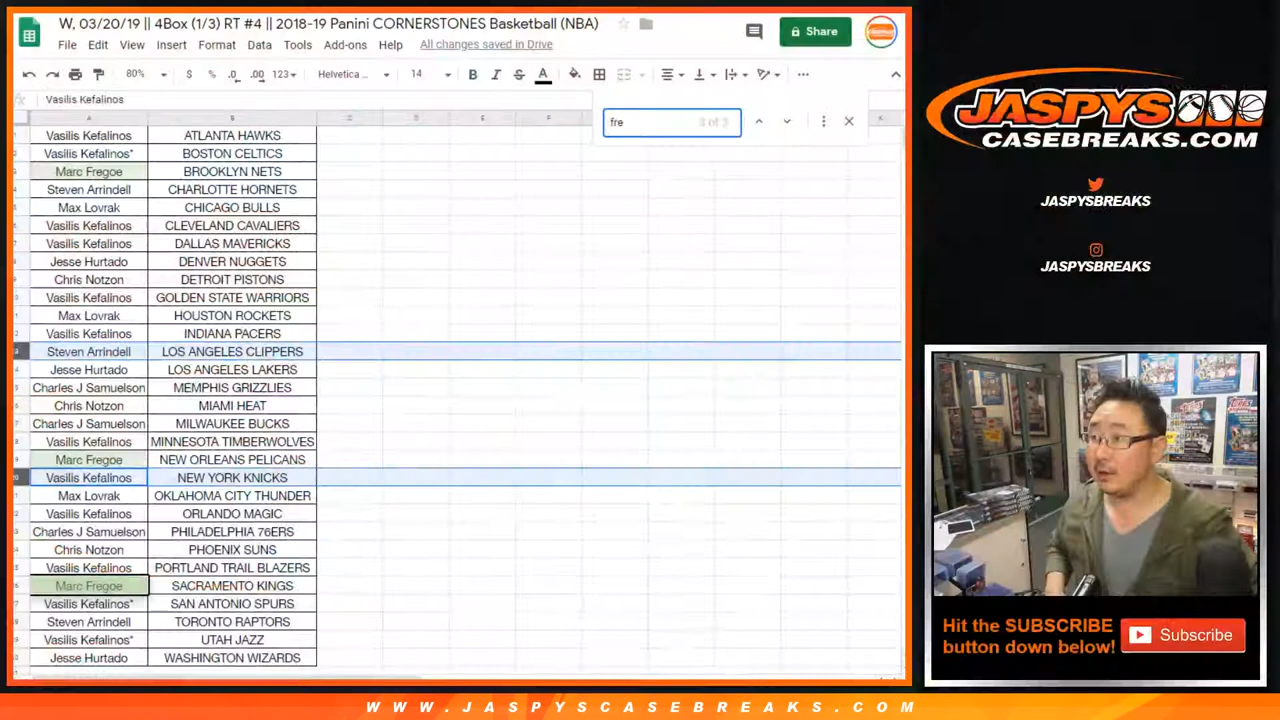 W, 03/20/19 || 4Box (1/3) RT #4 || 2018-19 Panini CORNERSTONES Basketball (NBA)
File Edit View Insert Format Data Tools Add-ons Help All changes saved in Drive
Share
80% $ % .0 .00 123 Helvetica... 14 B I S A
Vasilis Kefalinos
fre
A B
Vasilis Kefalinos ATLANTA HAWKS
Vasilis Kefalinos* BOSTON CELTICS
Marc Fregoe BROOKLYN NETS
Steven Arrindell CHARLOTTE HORNETS
Max Lovrak CHICAGO BULLS
Vasilis Kefalinos CLEVELAND CAVALIERS
Vasilis Kefalinos DALLAS MAVERICKS
Jesse Hurtado DENVER NUGGETS
Chris Notzon DETROIT PISTONS
Vasilis Kefalinos GOLDEN STATE WARRIORS
Max Lovrak HOUSTON ROCKETS
Vasilis Kefalinos INDIANA PACERS
Steven Arrindell LOS ANGELES CLIPPERS
Jesse Hurtado LOS ANGELES LAKERS
Charles J Samuelson MEMPHIS GRIZZLIES
Chris Notzon MIAMI HEAT
Charles J Samuelson MILWAUKEE BUCKS
Vasilis Kefalinos MINNESOTA TIMBERWOLVES
Marc Fregoe NEW ORLEANS PELICANS
Vasilis Kefalinos NEW YORK KNICKS
Max Lovrak OKLAHOMA CITY THUNDER
Vasilis Kefalinos ORLANDO MAGIC
Charles J Samuelson PHILADELPHIA 76ERS
Chris Notzon PHOENIX SUNS
Vasilis Kefalinos PORTLAND TRAIL BLAZERS
Marc Fregoe SACRAMENTO KINGS
Vasilis Kefalinos* SAN ANTONIO SPURS
Steven Arrindell TORONTO RAPTORS
Vasilis Kefalinos* UTAH JAZZ
Jesse Hurtado WASHINGTON WIZARDS
JASPYS
CASEBREAKS.COM
JASPYSBREAKS
JASPYSBREAKS
Hit the SUBSCRIBE
button down below!
Subscribe
WWW.JASPYSCASEBREAKS.COM